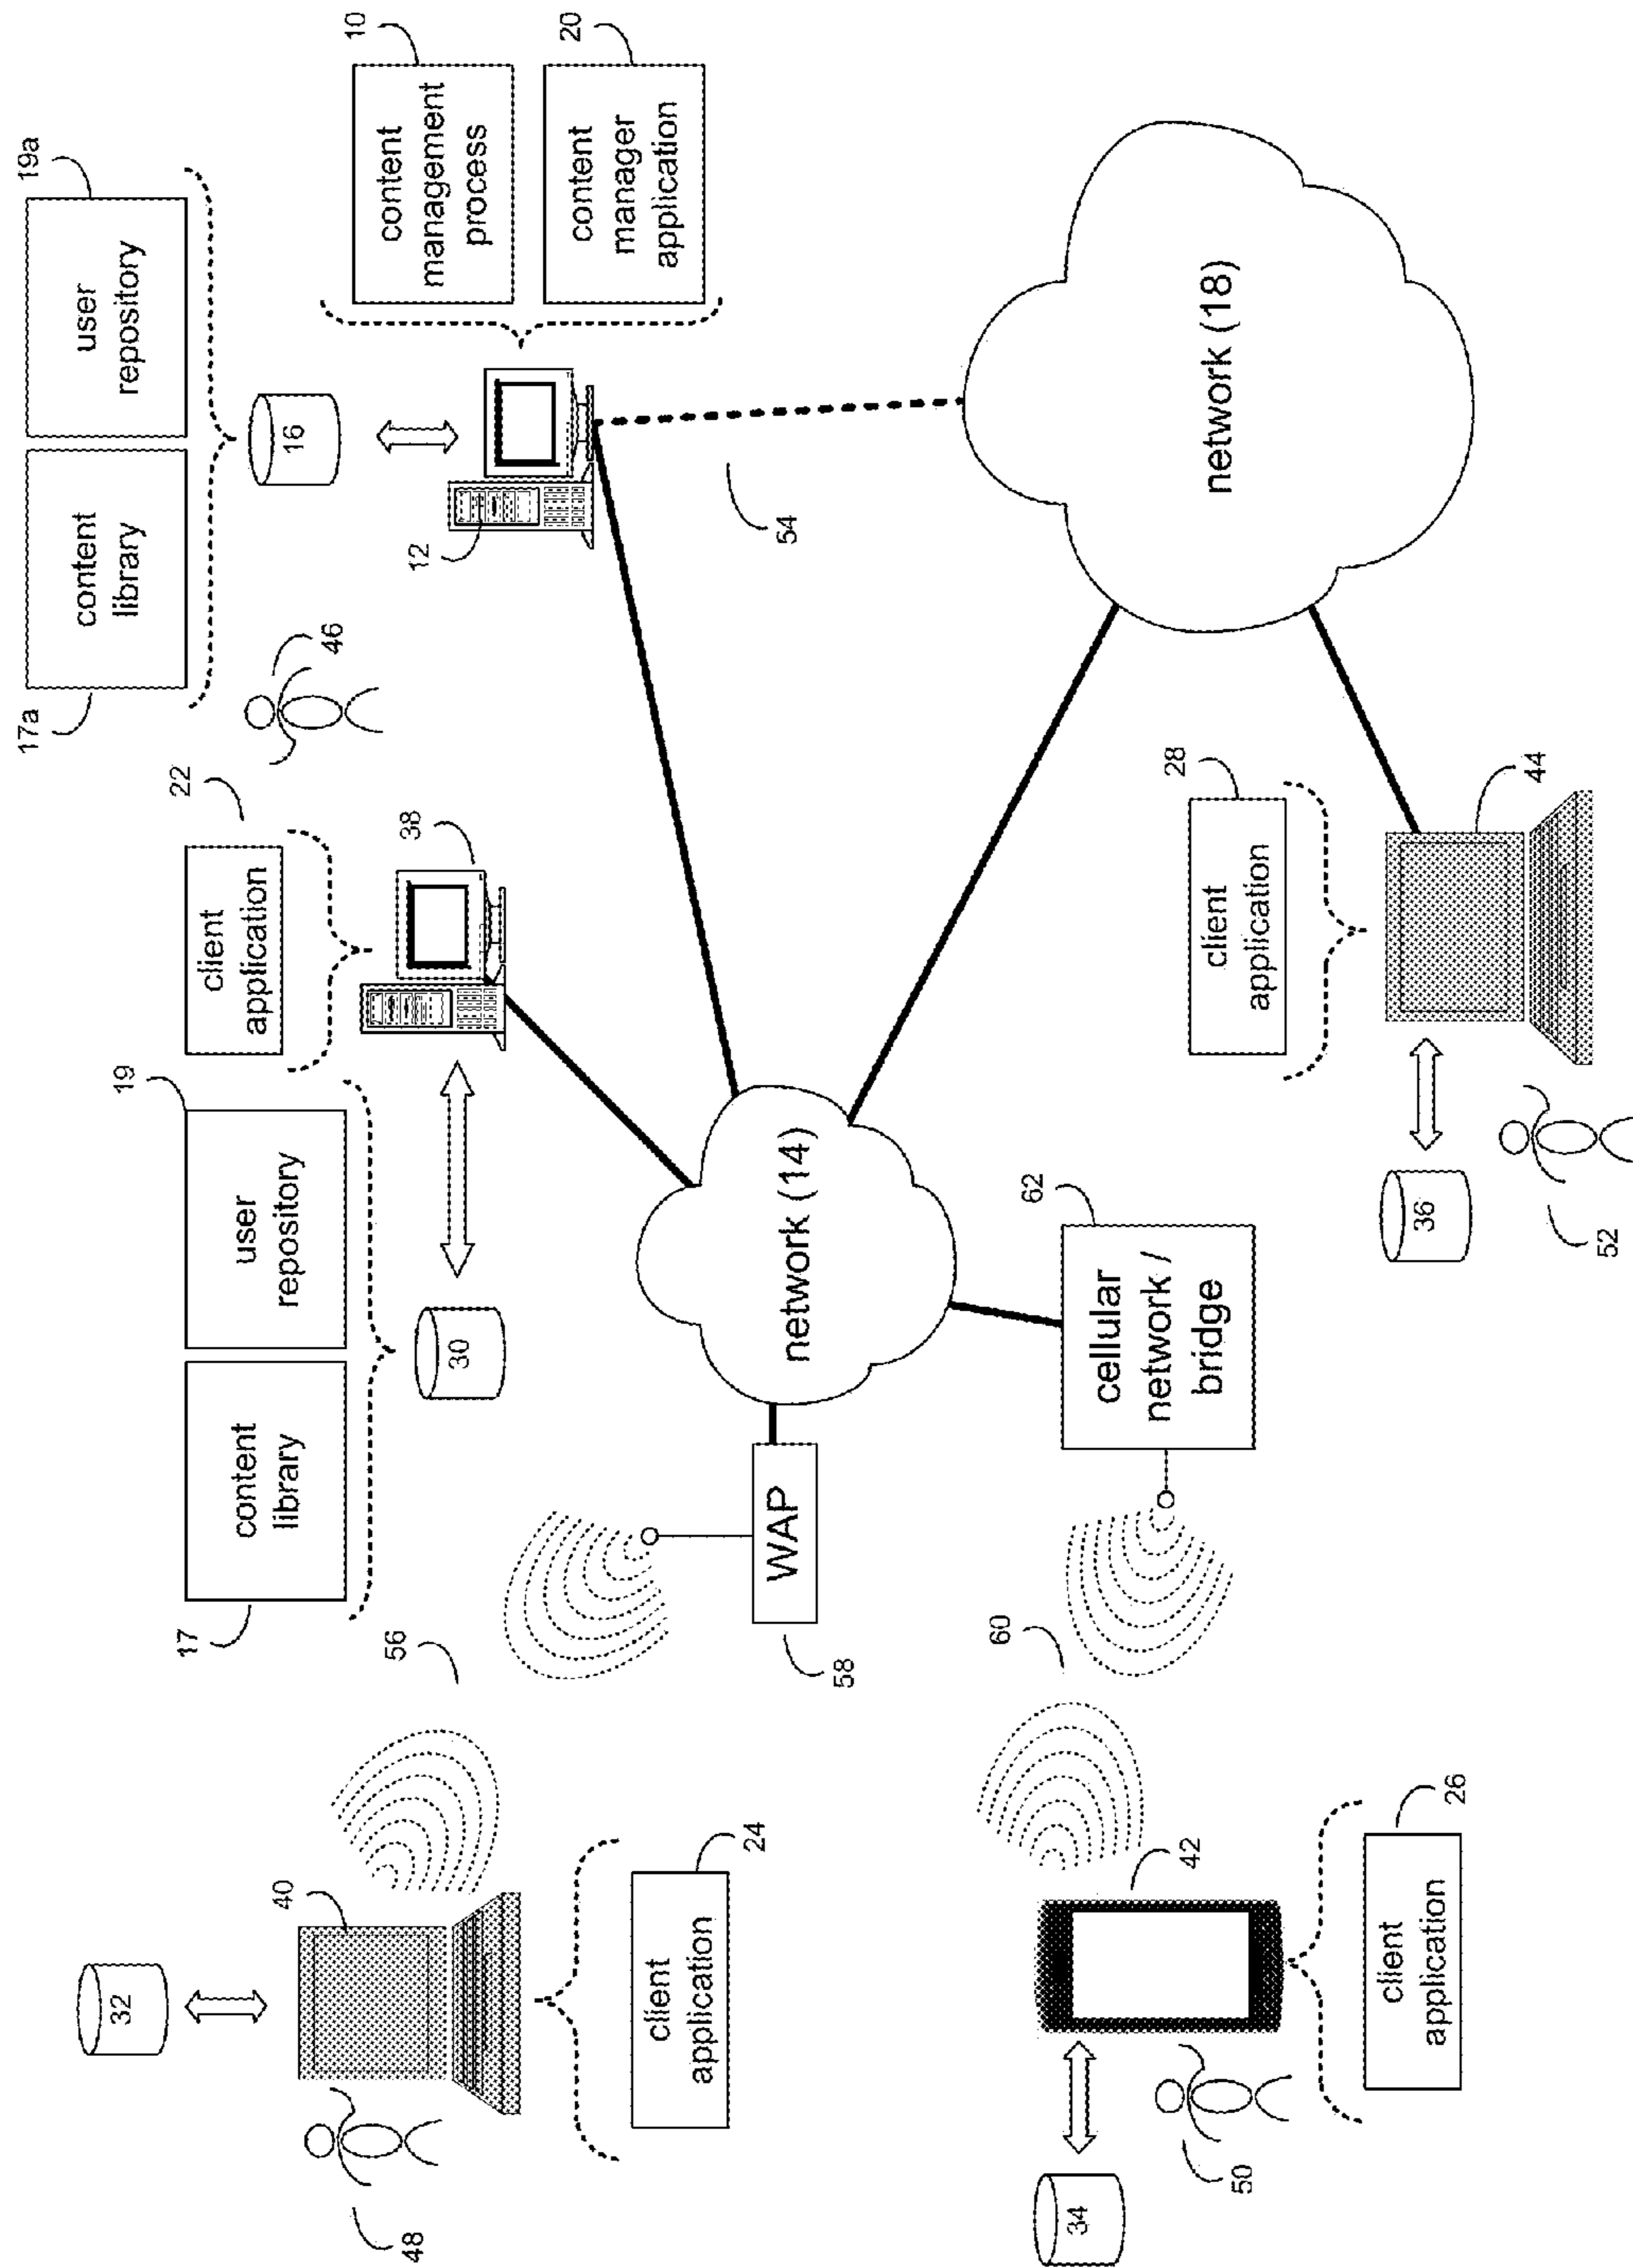 32
17
content
library
user
repository
19
30
22
client
application
38
17a
content
library
19a
user
repository
16
46
12
10
content
management
process
20
content
manager
application
48
40
24
client
application
56
58
WAP
network (14)
54
34
50
42
26
client
application
60
62
cellular
network /
bridge
network (18)
28
client
application
44
36
52